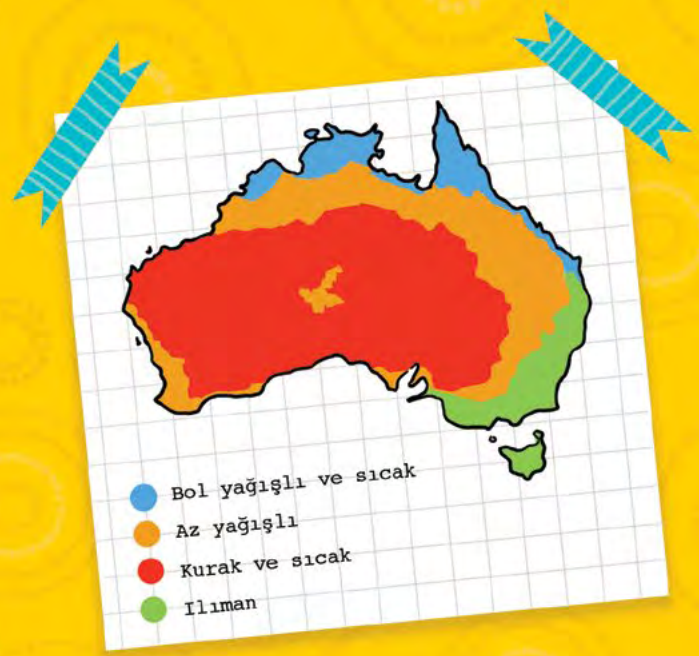 Bol yağışlı ve sıcak
Az yağışlı
Kurak ve sıcak
Ilıman